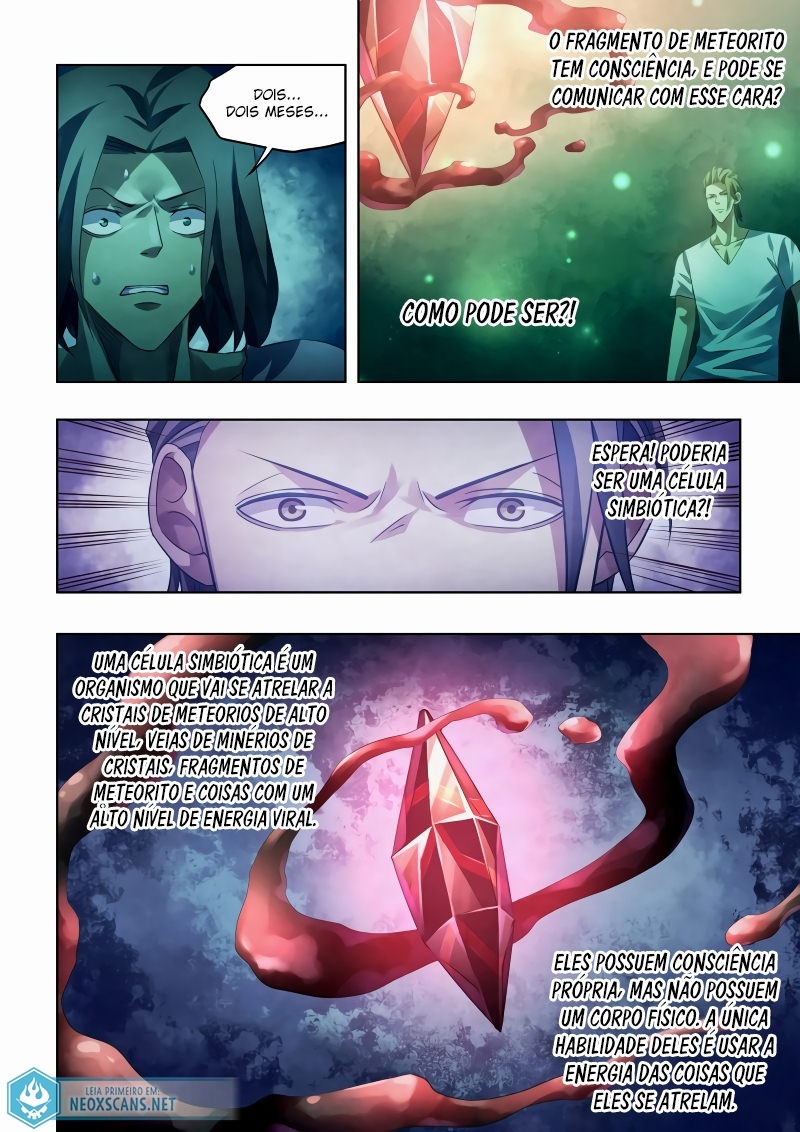 DOIS...
DOIS MESES...
O FRAGMENTO DE METEORITO
TEM CONSCIÊNCIA, E PODE SE
COMUNICAR COM ESSE CARA?
COMO PODE SER?!
ESPERA! PODERIA
SER UMA CÉLULA
SIMBIÓTICA?!
UMA CÉLULA SIMBIÓTICA É UM
ORGANISMO QUE VAI SE ATRELAR A
CRISTAIS DE METEORIOS DE ALTO
NÍVEL, VEIAS DE MINÉRIOS DE
CRISTAIS, FRAGMENTOS DE
METEORITO E COISAS COM UM
ALTO NÍVEL DE ENERGIA VIRAL.
ELES POSSUEM CONSCIÊNCIA
PRÓPRIA, MAS NÃO POSSUEM
UM CORPO FÍSICO. A ÚNICA
HABILIDADE DELES É USAR A
ENERGIA DAS COISAS QUE
ELES SE ATRELAM.
LEIA PRIMEIRO EM:
NEOXSCANS.NET